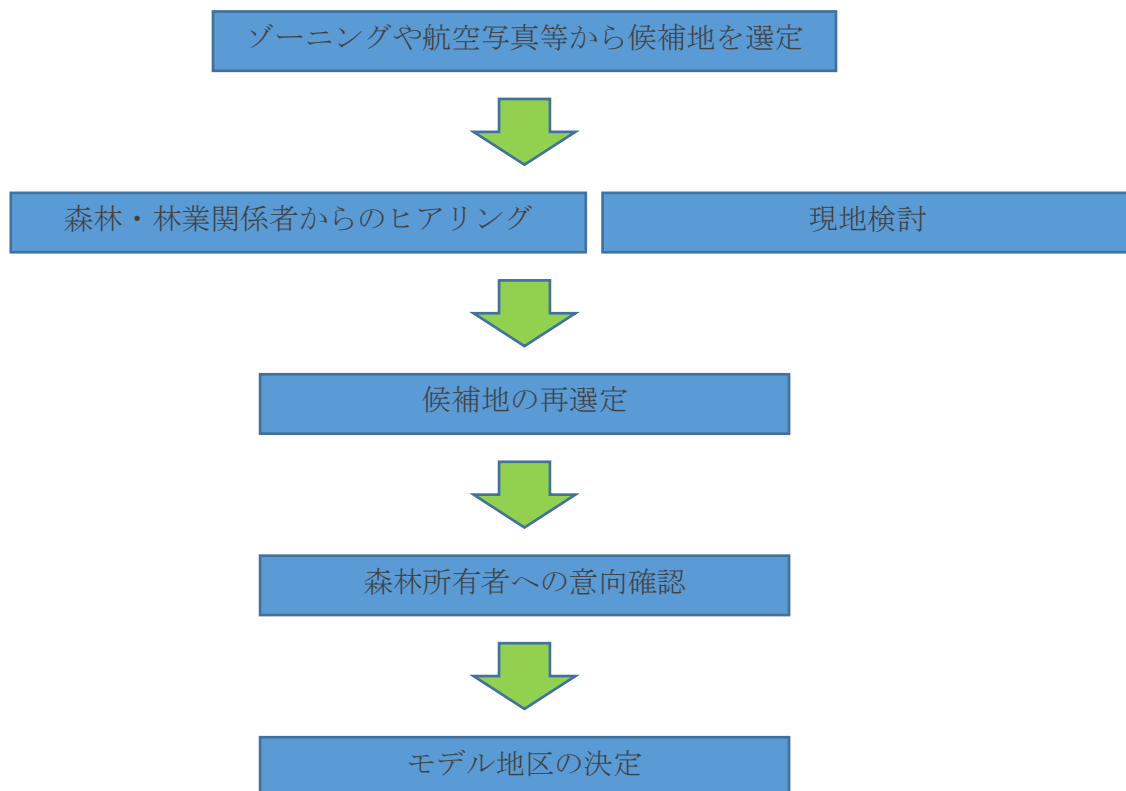 ゾーニングや航空写真等から候補地を選定
森林・林業関係者からのヒアリング
現地検討
候補地の再選定
森林所有者への意向確認
モデル地区の決定